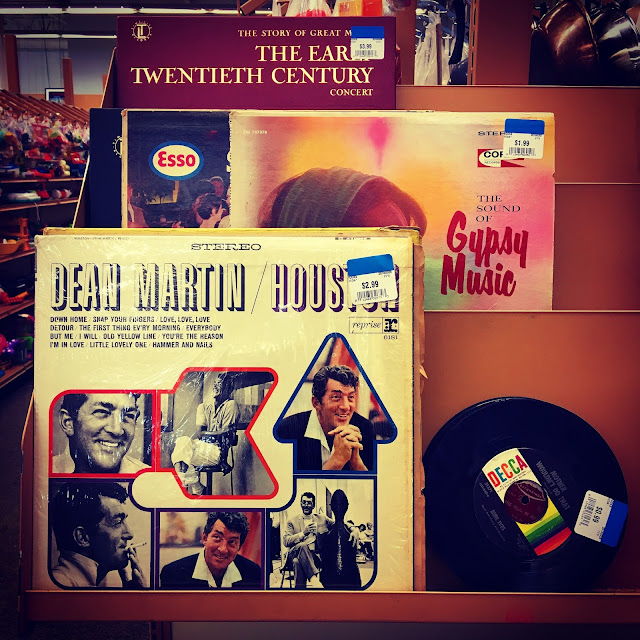 THE STORY OF GREAT M
THE EAR
TWENTIETH CENTURY
CONCERT
$3.99
Esso
STE
$1.99
COR
THE
SOUND
OF
Gypsy
Music
STEREO
DEAN MARTIN / HOUSTON
$2.99
DOWN HOME / SNAP YOUR FINGERS / LOVE, LOVE, LOVE
DETOUR / THE FIRST THING EV'RY MORNING / EVERYBODY
BUT ME / I WILL / OLD YELLOW LINE / YOU'RE THE REASON
I'M IN LOVE / LITTLE LOVELY ONE / HAMMER AND NAILS
reprise
6181
DECCA
$0.99